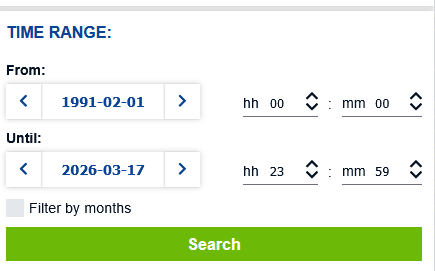 TIME RANGE:
From:
1991-02-01 hh 00 : mm 00
Until:
2026-03-17 hh 23 : mm 59
Filter by months
Search